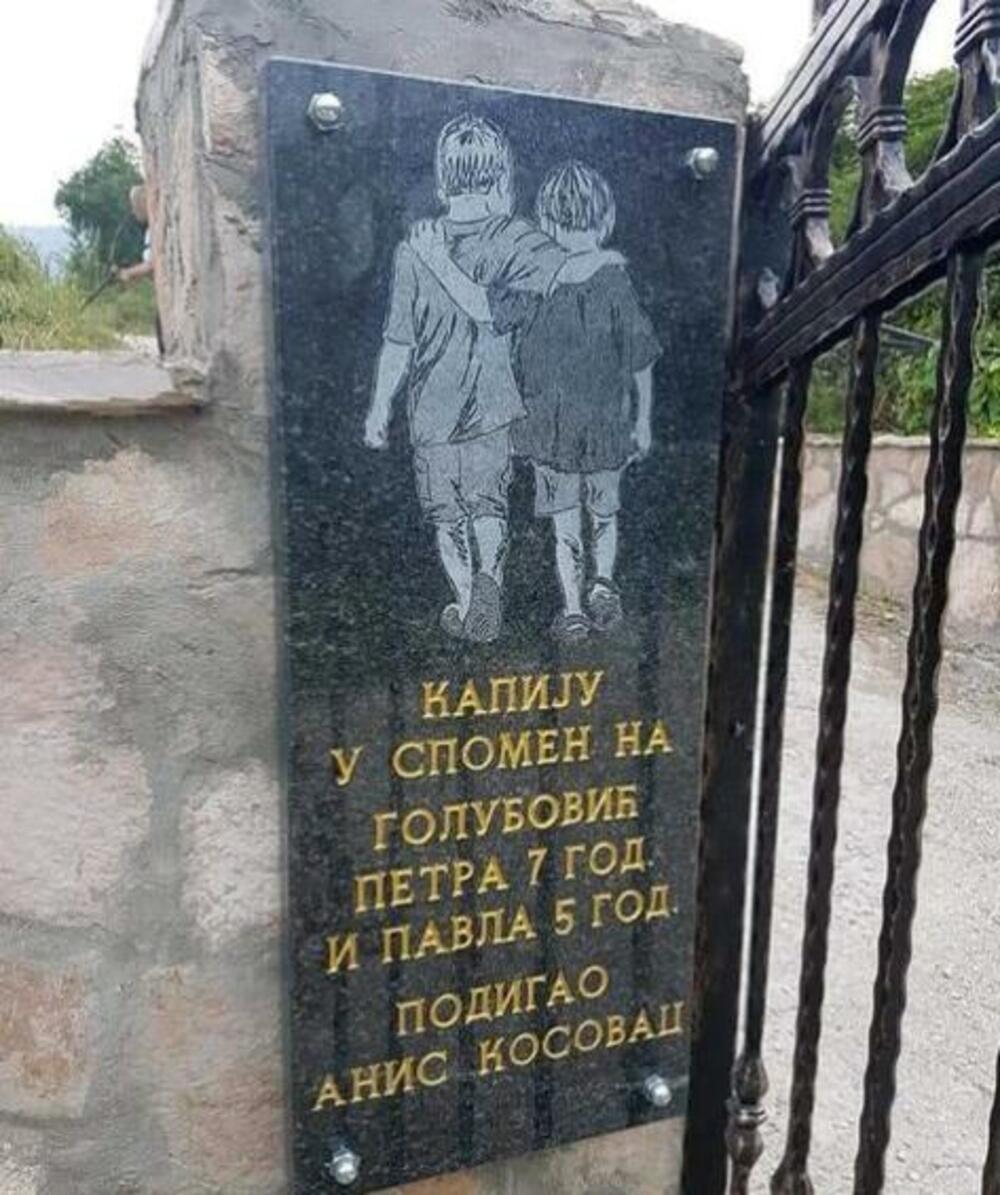 КАПИЈУ
У СПОМЕН НА
ГОЛУБОВИЋ
ПЕТРА 7 ГОД.
И ПАВЛА 5 ГОД.
ПОДИГАО
АНИС КОСОВАЦ